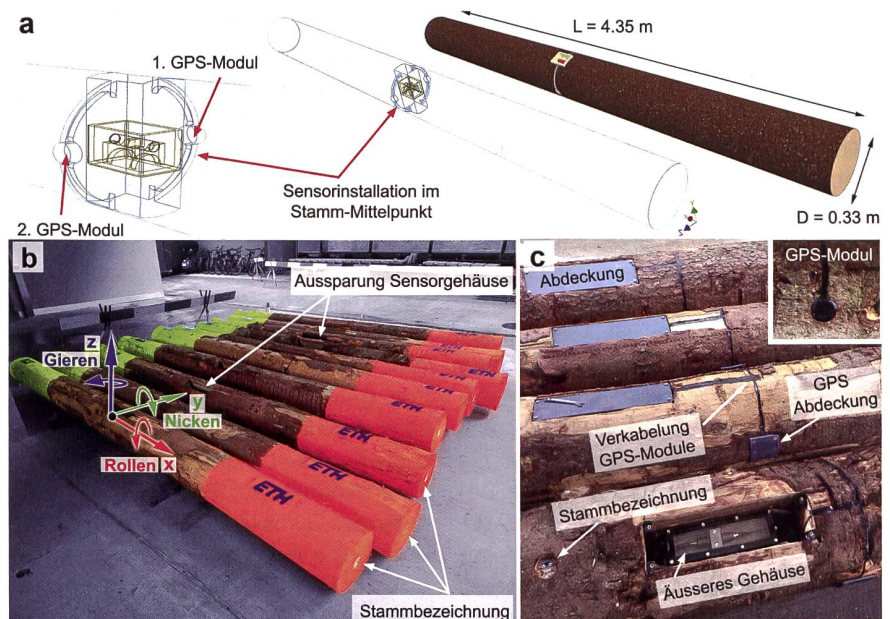 a
1. GPS-Modul
L = 4.35 m
Sensorinstallation im
Stamm-Mittelpunkt
2. GPS-Modul
D = 0.33 m
b
Aussparung Sensorgehäuse
z
Gieren
y
Nicken
Rollen x
ETH
ETH
ETH
ETH
Stammbezeichnung
c
GPS-Modul
Abdeckung
GPS
Abdeckung
Verkabelung
GPS-Module
Stammbezeichnung
Äusseres Gehäuse